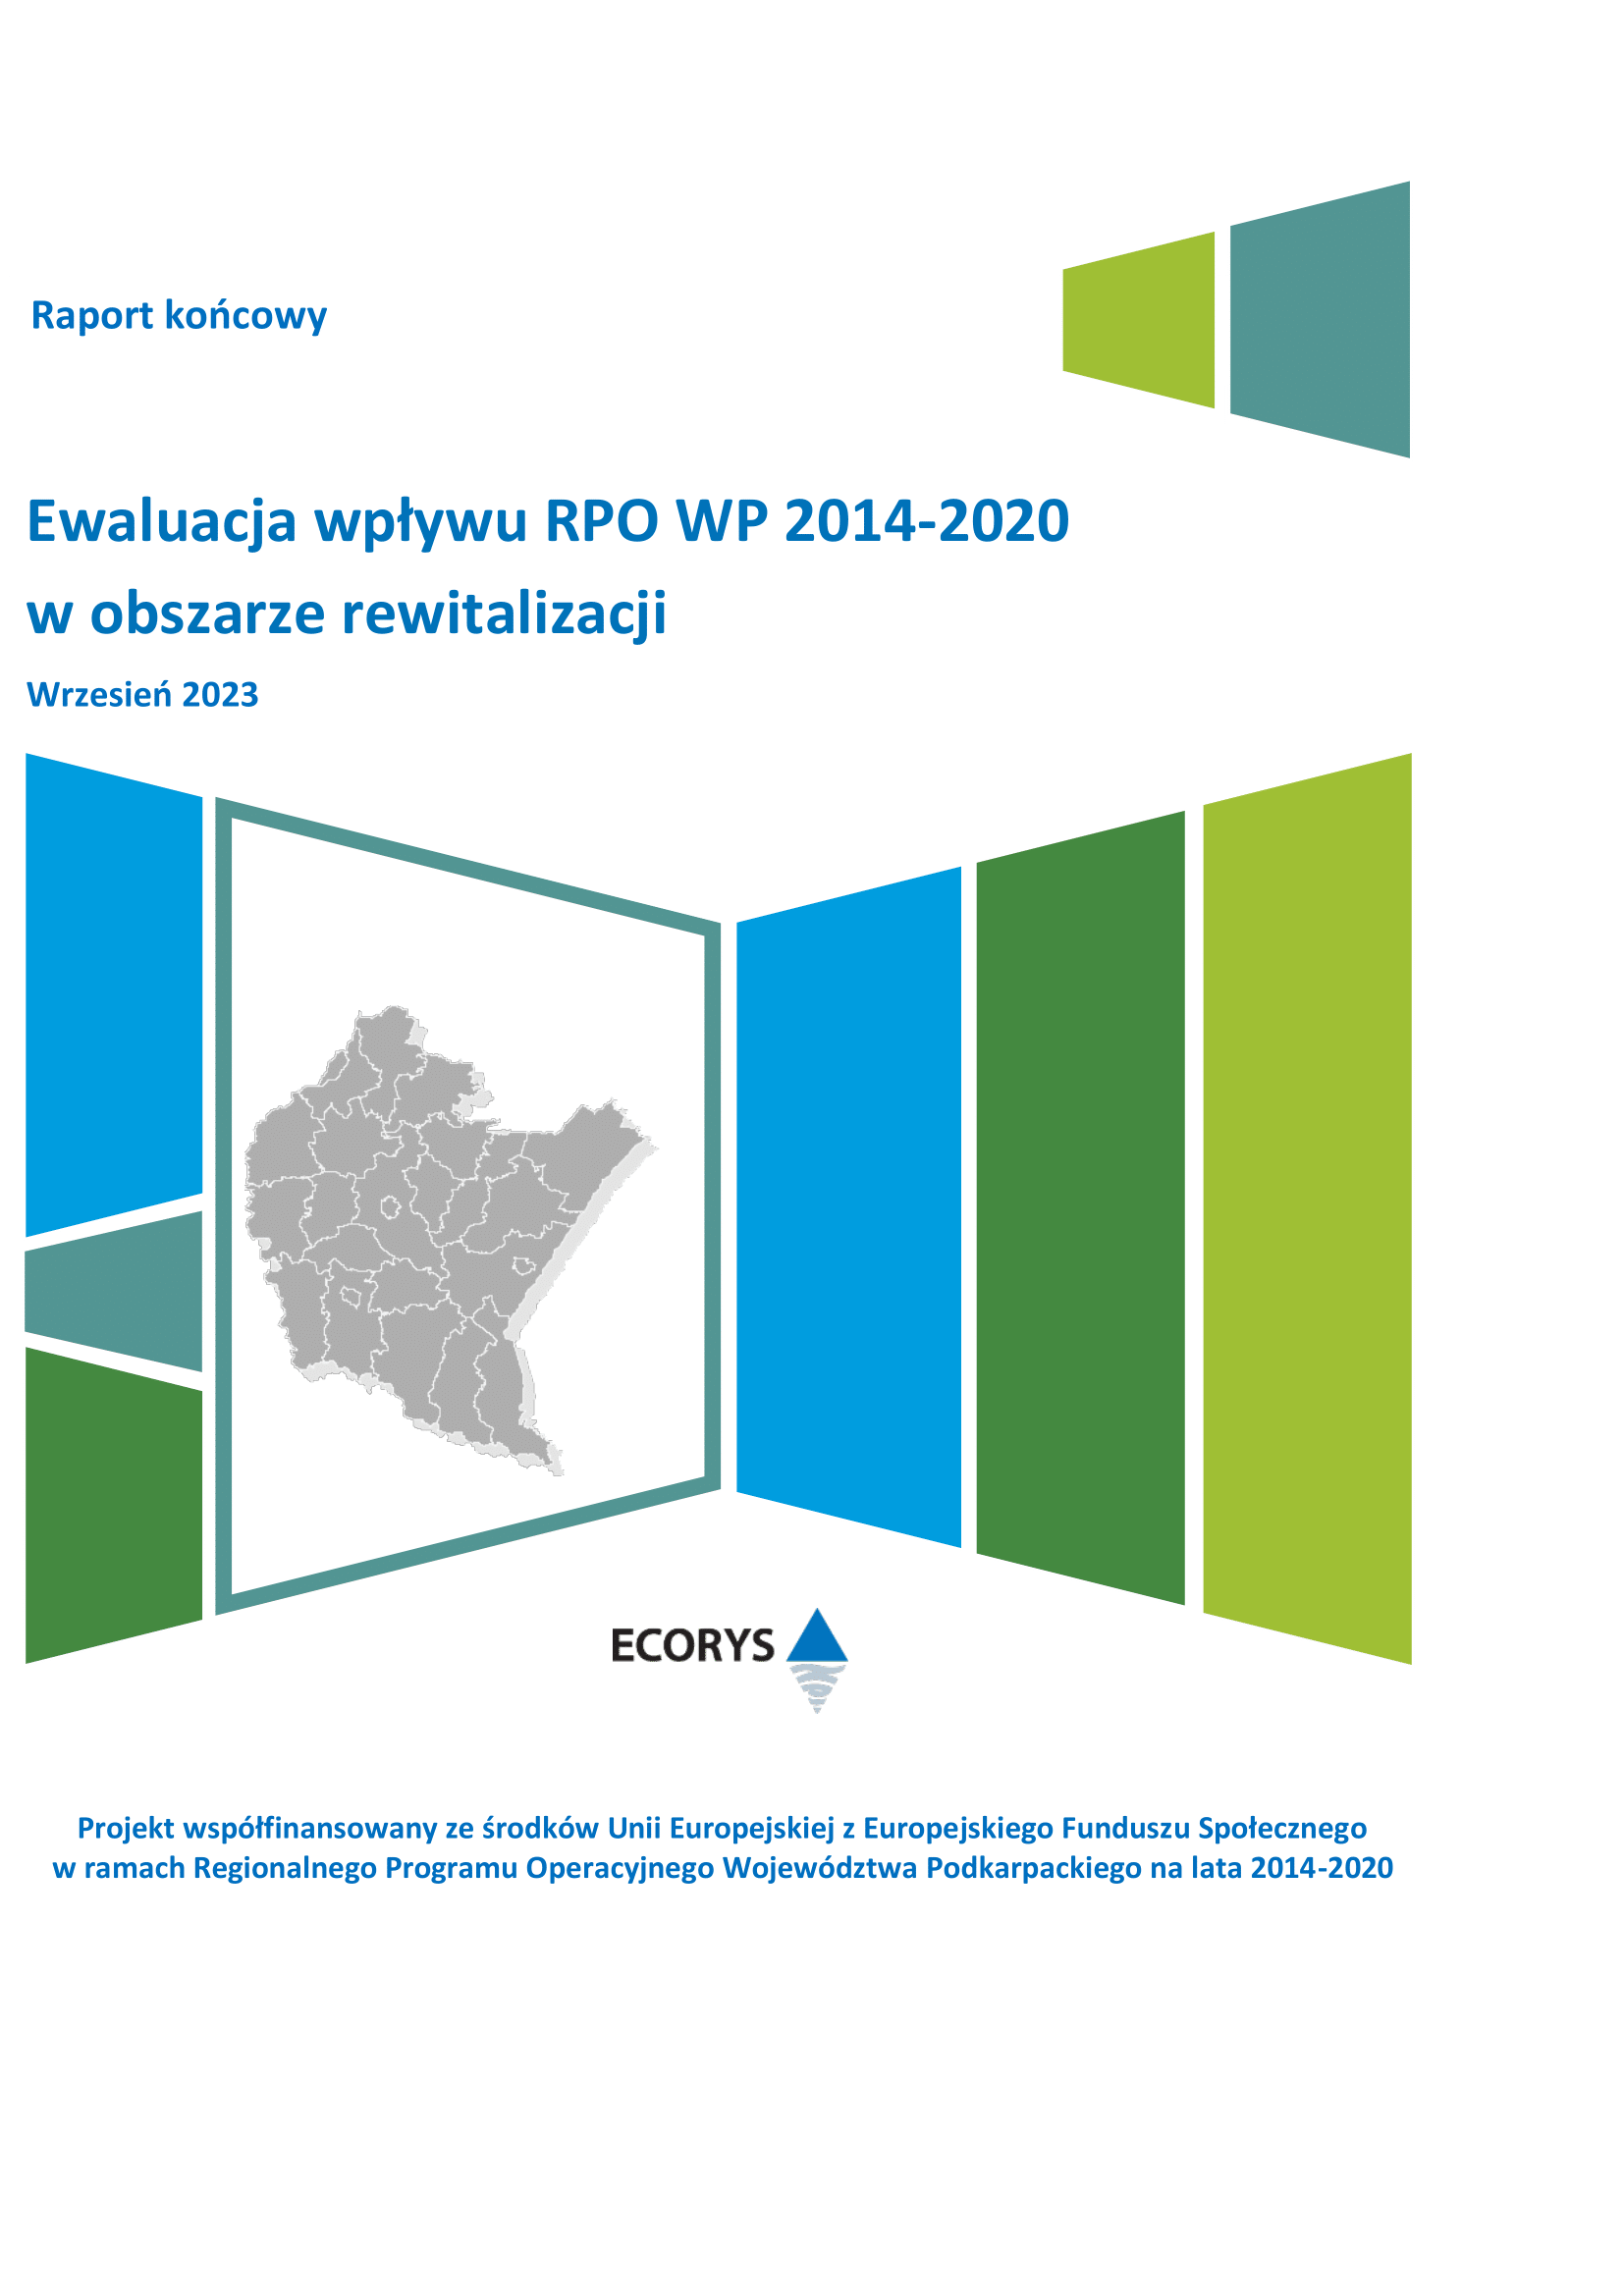 Raport końcowy
Ewaluacja wpływu RPO WP 2014-2020
w obszarze rewitalizacji
Wrzesień 2023
ECORYS
Projekt współfinansowany ze środków Unii Europejskiej z Europejskiego Funduszu Społecznego
w ramach Regionalnego Programu Operacyjnego Województwa Podkarpackiego na lata 2014-2020